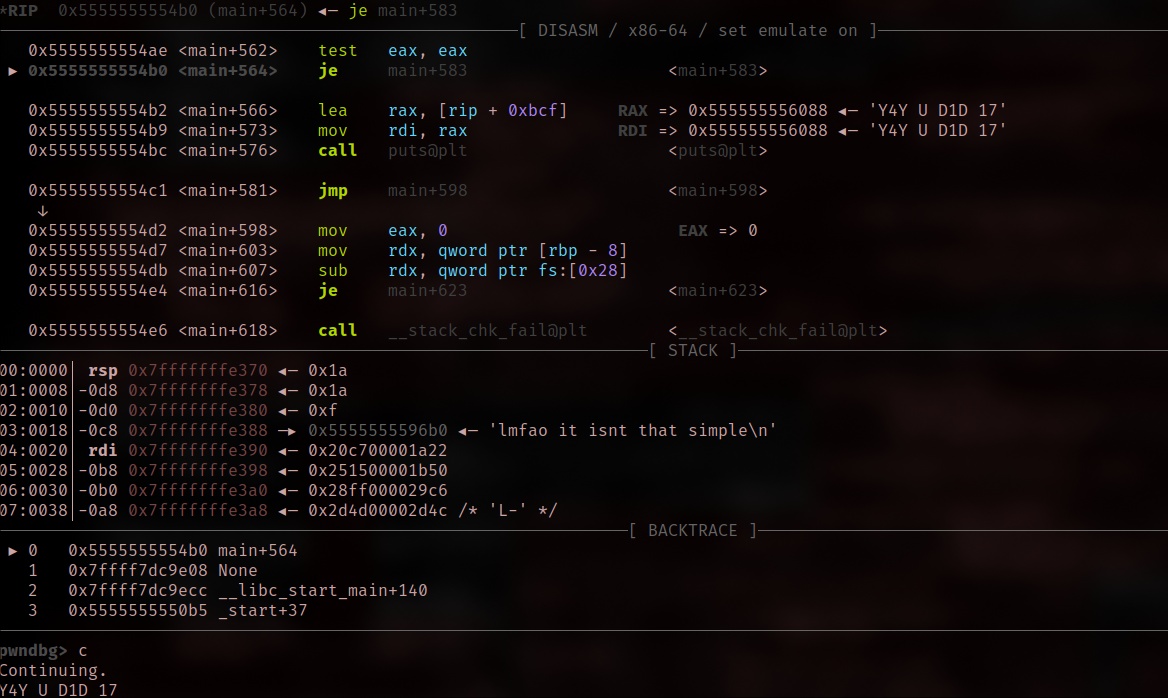 *RIP  0x5555555554b0 (main+564) ◂— je main+583
[ DISASM / x86-64 / set emulate on ]
0x5555555554ae <main+562>    test   eax, eax
► 0x5555555554b0 <main+564>    je     main+583                    <main+583>
0x5555555554b2 <main+566>    lea    rax, [rip + 0xbcf]     RAX => 0x555555556088 ◂— 'Y4Y U D1D 17'
0x5555555554b9 <main+573>    mov    rdi, rax               RDI => 0x555555556088 ◂— 'Y4Y U D1D 17'
0x5555555554bc <main+576>    call   puts@plt                    <puts@plt>
0x5555555554c1 <main+581>    jmp    main+598                    <main+598>
↓
0x5555555554d2 <main+598>    mov    eax, 0                       EAX => 0
0x5555555554d7 <main+603>    mov    rdx, qword ptr [rbp - 8]
0x5555555554db <main+607>    sub    rdx, qword ptr fs:[0x28]
0x5555555554e4 <main+616>    je     main+623                    <main+623>
0x5555555554e6 <main+618>    call   __stack_chk_fail@plt        <__stack_chk_fail@plt>
[ STACK ]
00:0000│ rsp 0x7fffffffe370 ◂— 0x1a
01:0008│-0d8 0x7fffffffe378 ◂— 0x1a
02:0010│-0d0 0x7fffffffe380 ◂— 0xf
03:0018│-0c8 0x7fffffffe388 —▸ 0x5555555596b0 ◂— 'lmfao it isnt that simple\n'
04:0020│ rdi 0x7fffffffe390 ◂— 0x20c700001a22
05:0028│-0b8 0x7fffffffe398 ◂— 0x251500001b50
06:0030│-0b0 0x7fffffffe3a0 ◂— 0x28ff000029c6
07:0038│-0a8 0x7fffffffe3a8 ◂— 0x2d4d00002d4c /* 'L-' */
[ BACKTRACE ]
► 0   0x5555555554b0 main+564
1   0x7ffff7dc9e08 None
2   0x7ffff7dc9ecc __libc_start_main+140
3   0x5555555550b5 _start+37
pwndbg> c
Continuing.
Y4Y U D1D 17